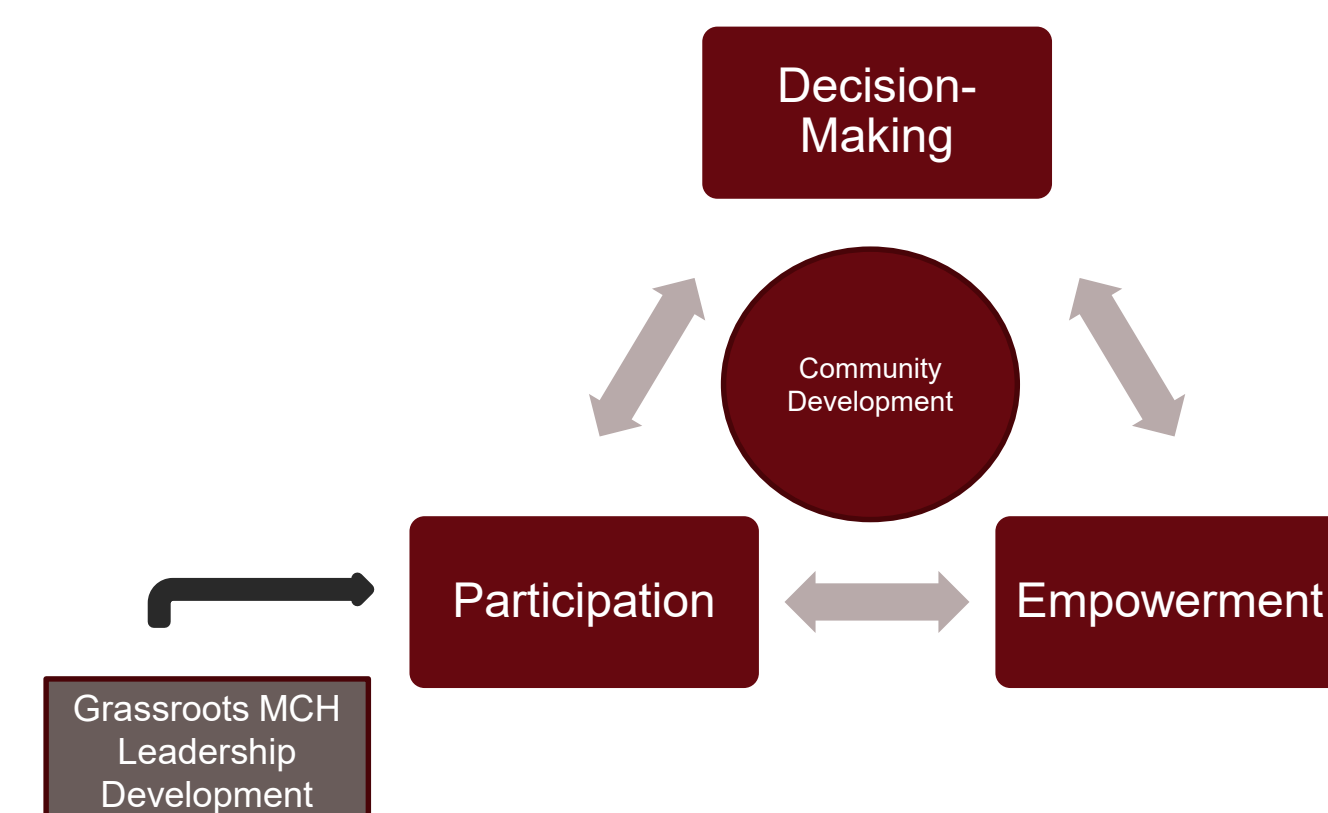 Decision-
Making
Community
Development
Participation
Empowerment
Grassroots MCH
Leadership
Development